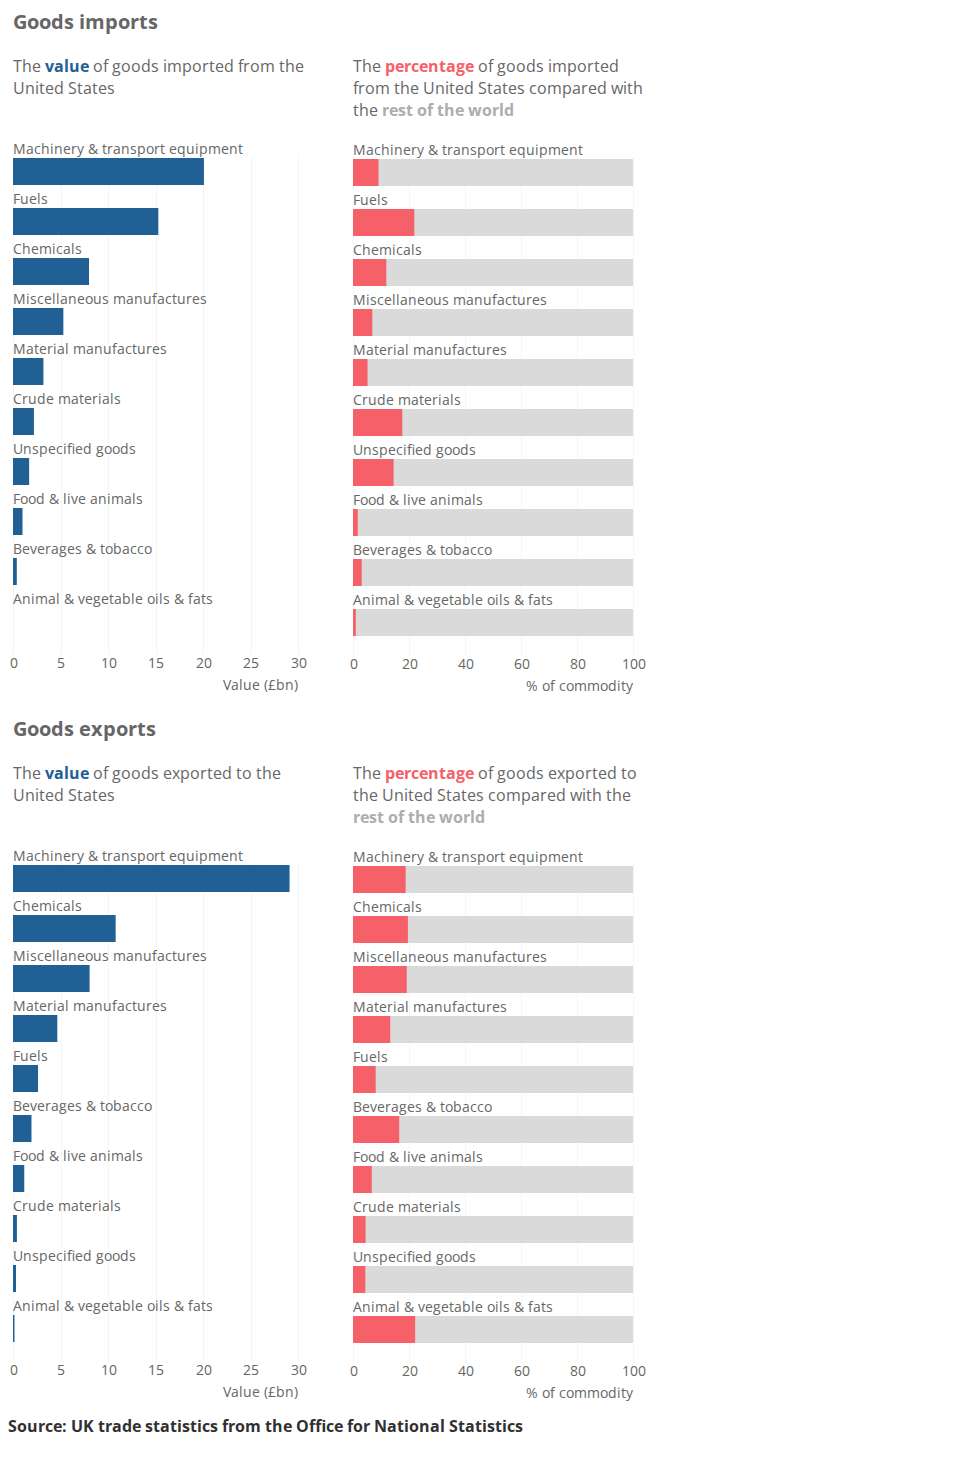 Goods imports
The value of goods imported from the
United States
Machinery & transport equipment
Fuels
Chemicals
Miscellaneous manufactures
Material manufactures
Crude materials
Unspecified goods
Food & live animals
Beverages & tobacco
Animal & vegetable oils & fats
0 5 10 15 20 25 30
Value (£bn)
The percentage of goods imported
from the United States compared with
the rest of the world
Machinery & transport equipment
Fuels
Chemicals
Miscellaneous manufactures
Material manufactures
Crude materials
Unspecified goods
Food & live animals
Beverages & tobacco
Animal & vegetable oils & fats
0 20 40 60 80 100
% of commodity
Goods exports
The value of goods exported to the
United States
Machinery & transport equipment
Chemicals
Miscellaneous manufactures
Material manufactures
Fuels
Beverages & tobacco
Food & live animals
Crude materials
Unspecified goods
Animal & vegetable oils & fats
0 5 10 15 20 25 30
Value (£bn)
The percentage of goods exported to
the United States compared with the
rest of the world
Machinery & transport equipment
Chemicals
Miscellaneous manufactures
Material manufactures
Fuels
Beverages & tobacco
Food & live animals
Crude materials
Unspecified goods
Animal & vegetable oils & fats
0 20 40 60 80 100
% of commodity
Source: UK trade statistics from the Office for National Statistics